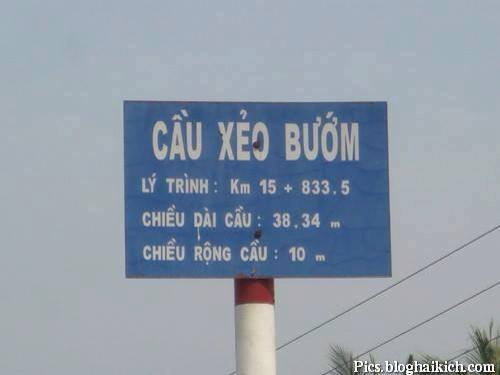 CẦU XẺO BƯỚM
LÝ TRÌNH : Km 15 + 833.5
CHIỀU DÀI CẦU : 38.34 m
CHIỀU RỘNG CẦU : 10 m
Pics.bloghaikich.com